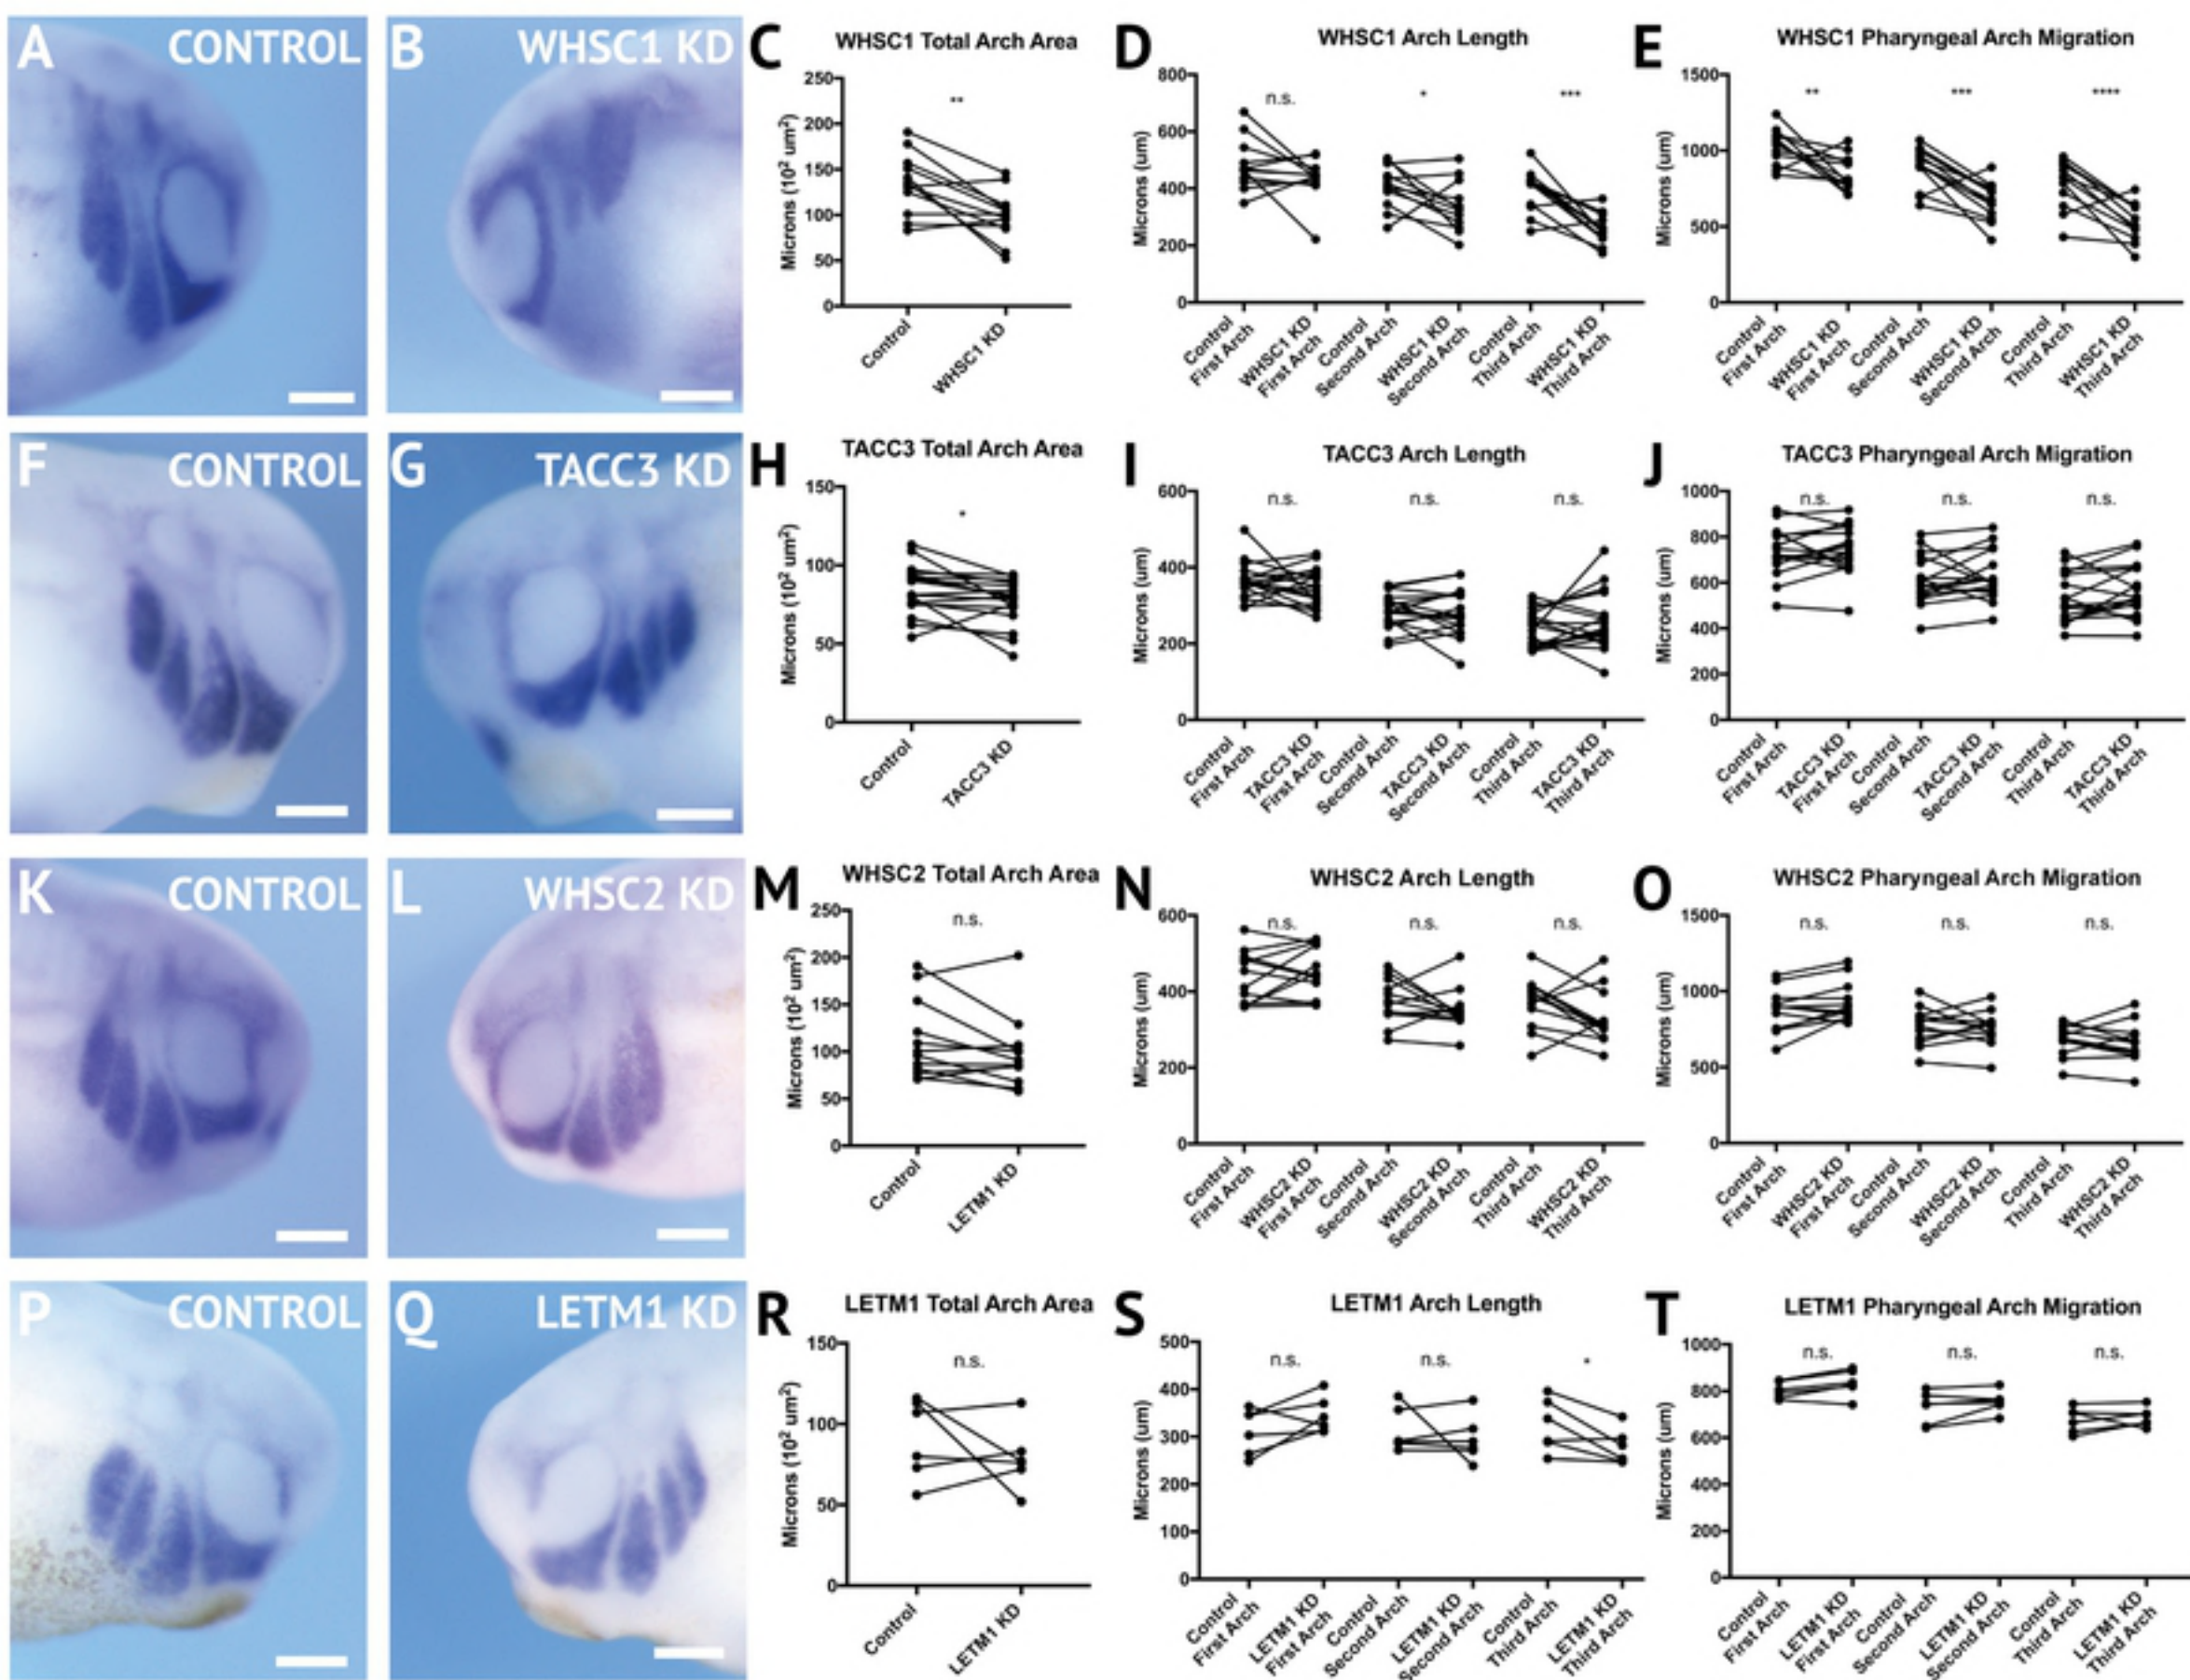 A CONTROL
B WHSC1 KD
C WHSC1 Total Arch Area
Microns (10² um²)
250
200
150
100
50
0
**
Control
WHSC1 KD
D WHSC1 Arch Length
Microns (um)
800
600
400
200
0
n.s. * ***
Control First Arch
WHSC1 KD First Arch
Control Second Arch
WHSC1 KD Second Arch
Control Third Arch
WHSC1 KD Third Arch
E WHSC1 Pharyngeal Arch Migration
Microns (um)
1500
1000
500
0
** *** ****
Control First Arch
WHSC1 KD First Arch
Control Second Arch
WHSC1 KD Second Arch
Control Third Arch
WHSC1 KD Third Arch
F CONTROL
G TACC3 KD
H TACC3 Total Arch Area
Microns (10² um²)
150
100
50
0
*
Control
TACC3 KD
I TACC3 Arch Length
Microns (um)
600
400
200
0
n.s. n.s. n.s.
Control First Arch
TACC3 KD First Arch
Control Second Arch
TACC3 KD Second Arch
Control Third Arch
TACC3 KD Third Arch
J TACC3 Pharyngeal Arch Migration
Microns (um)
1000
800
600
400
200
0
n.s. n.s. n.s.
Control First Arch
TACC3 KD First Arch
Control Second Arch
TACC3 KD Second Arch
Control Third Arch
TACC3 KD Third Arch
K CONTROL
L WHSC2 KD
M WHSC2 Total Arch Area
Microns (10² um²)
250
200
150
100
50
0
n.s.
Control
LETM1 KD
N WHSC2 Arch Length
Microns (um)
600
400
200
0
n.s. n.s. n.s.
Control First Arch
WHSC2 KD First Arch
Control Second Arch
WHSC2 KD Second Arch
Control Third Arch
WHSC2 KD Third Arch
O WHSC2 Pharyngeal Arch Migration
Microns (um)
1500
1000
500
0
n.s. n.s. n.s.
Control First Arch
WHSC2 KD First Arch
Control Second Arch
WHSC2 KD Second Arch
Control Third Arch
WHSC2 KD Third Arch
P CONTROL
Q LETM1 KD
R LETM1 Total Arch Area
Microns (10² um²)
150
100
50
0
n.s.
Control
LETM1 KD
S LETM1 Arch Length
Microns (um)
500
400
300
200
100
0
n.s. n.s. *
Control First Arch
LETM1 KD First Arch
Control Second Arch
LETM1 KD Second Arch
Control Third Arch
LETM1 KD Third Arch
T LETM1 Pharyngeal Arch Migration
Microns (um)
1000
800
600
400
200
0
n.s. n.s. n.s.
Control First Arch
LETM1 KD First Arch
Control Second Arch
LETM1 KD Second Arch
Control Third Arch
LETM1 KD Third Arch